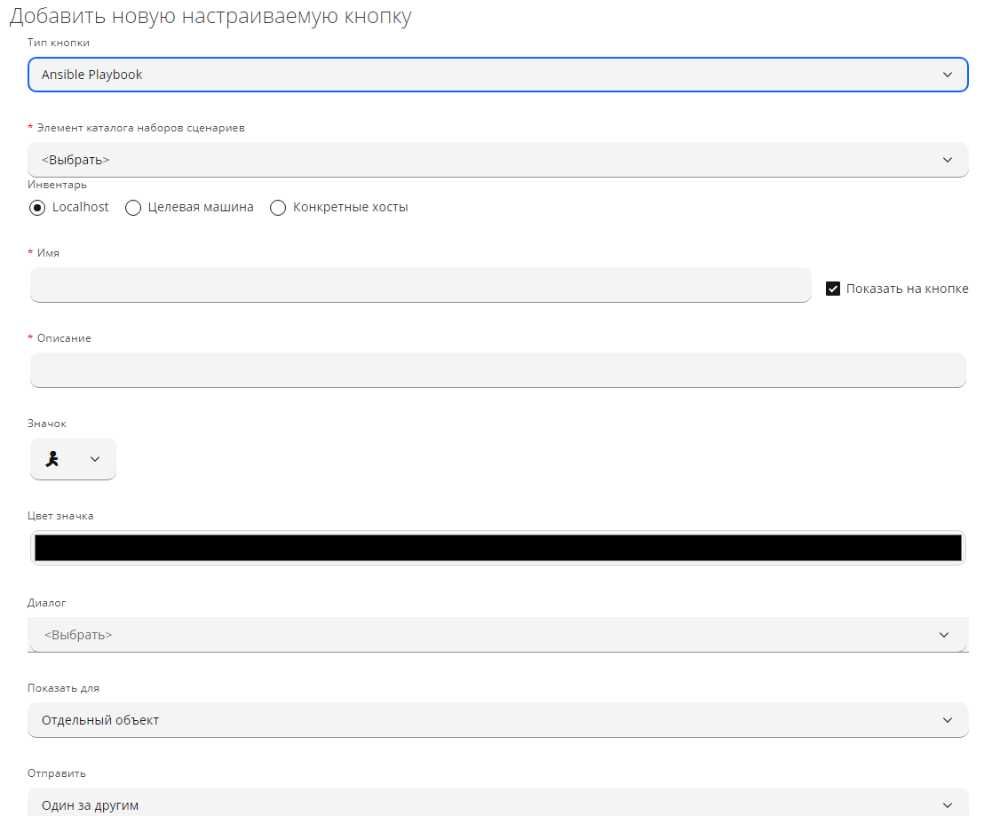 Добавить новую настраиваемую кнопку
Тип кнопки
Ansible Playbook
* Элемент каталога наборов сценариев
<Выбрать>
Инвентарь
Localhost Целевая машина Конкретные хосты
* Имя
Показать на кнопке
* Описание
Значок
Цвет значка
Диалог
<Выбрать>
Показать для
Отдельный объект
Отправить
Один за другим